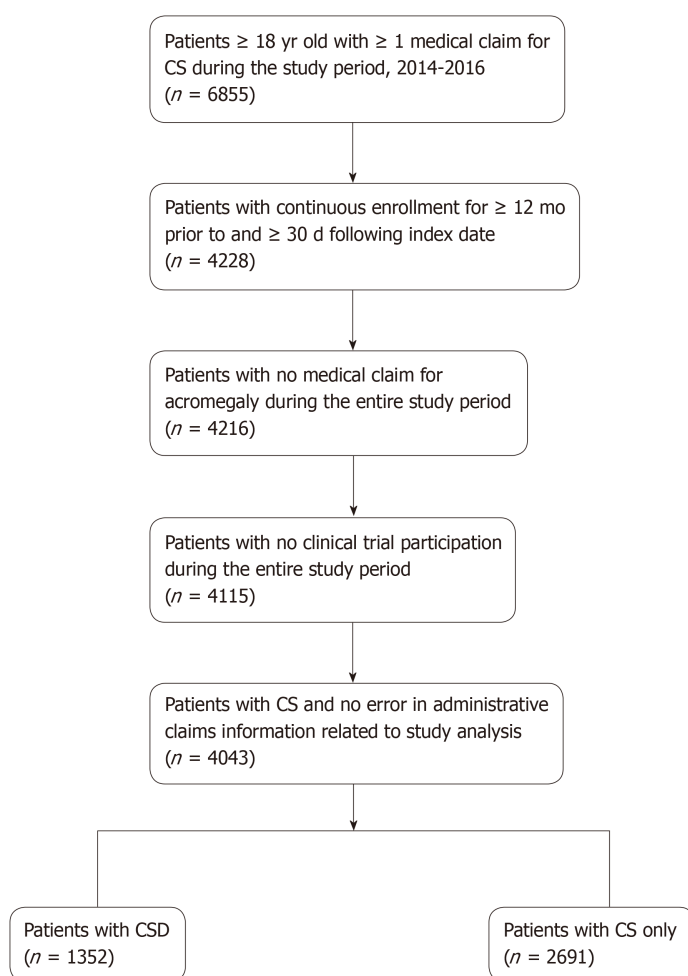 Patients ≥ 18 yr old with ≥ 1 medical claim for
CS during the study period, 2014-2016
(n = 6855)
Patients with continuous enrollment for ≥ 12 mo
prior to and ≥ 30 d following index date
(n = 4228)
Patients with no medical claim for
acromegaly during the entire study period
(n = 4216)
Patients with no clinical trial participation
during the entire study period
(n = 4115)
Patients with CS and no error in administrative
claims information related to study analysis
(n = 4043)
Patients with CSD
(n = 1352)
Patients with CS only
(n = 2691)